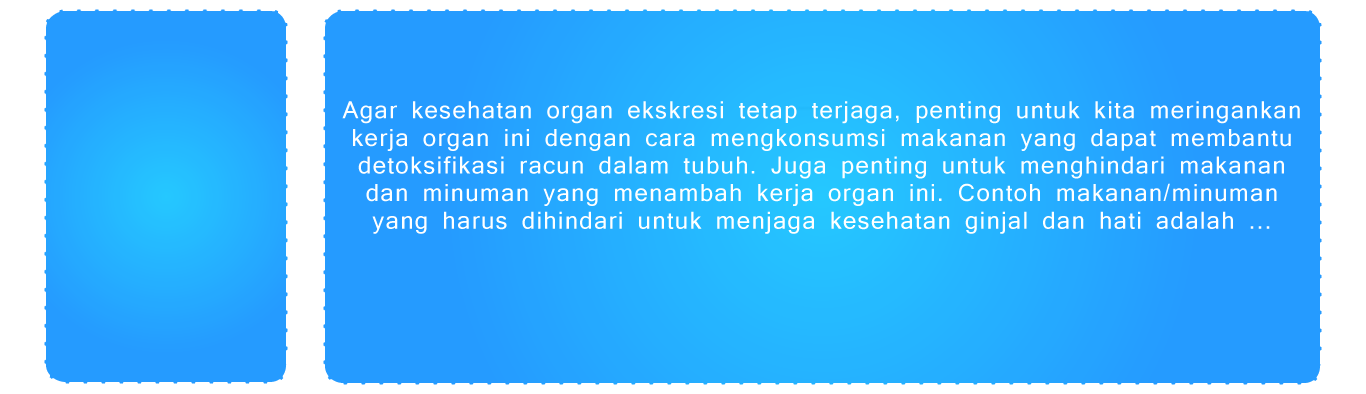 Agar kesehatan organ ekskresi tetap terjaga, penting untuk kita meringankan
kerja organ ini dengan cara mengkonsumsi makanan yang dapat membantu
detoksifikasi racun dalam tubuh. Juga penting untuk menghindari makanan
dan minuman yang menambah kerja organ ini. Contoh makanan/minuman
yang harus dihindari untuk menjaga kesehatan ginjal dan hati adalah ...